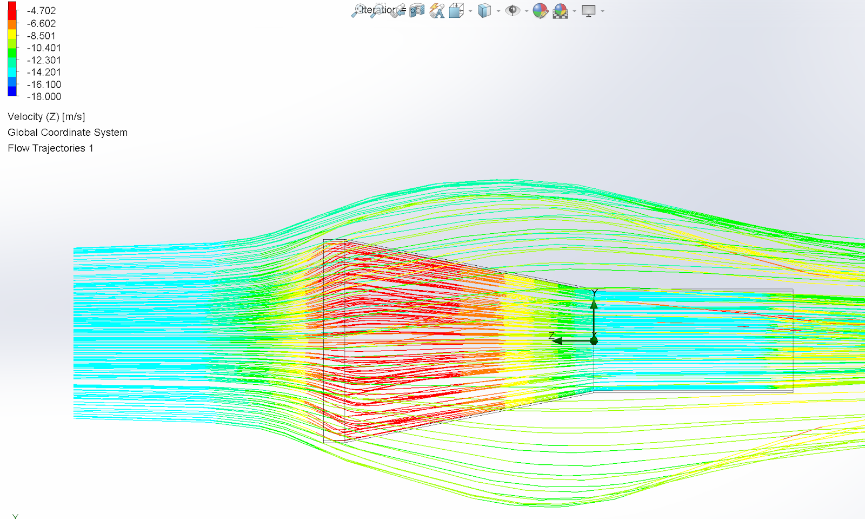 Iteration =
-4.702
-6.602
-8.501
-10.401
-12.301
-14.201
-16.100
-18.000
Velocity (Z) [m/s]
Global Coordinate System
Flow Trajectories 1
Y
Z
Y